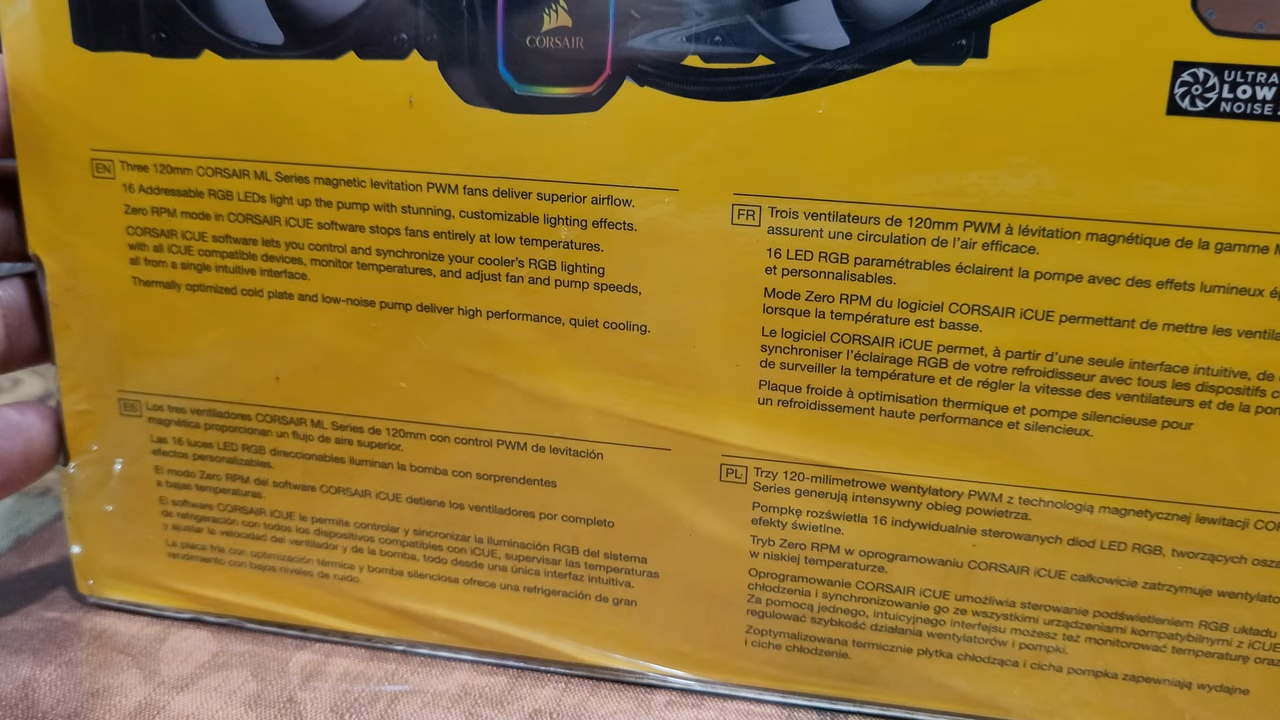 CORSAIR
ULTRA
LOW
NOISE
EN Three 120mm CORSAIR ML Series magnetic levitation PWM fans deliver superior airflow.
16 Addressable RGB LEDs light up the pump with stunning, customizable lighting effects.
Zero RPM mode in CORSAIR iCUE software stops fans entirely at low temperatures.
CORSAIR iCUE software lets you control and synchronize your cooler's RGB lighting
with all iCUE compatible devices, monitor temperatures, and adjust fan and pump speeds,
all from a single intuitive interface.
Thermally optimized cold plate and low-noise pump deliver high performance, quiet cooling.
FR Trois ventilateurs de 120mm PWM à lévitation magnétique de la gamme
assurent une circulation de l'air efficace.
16 LED RGB paramétrables éclairent la pompe avec des effets lumineux
et personnalisables.
Mode Zero RPM du logiciel CORSAIR iCUE permettant de mettre les
lorsque la température est basse.
Le logiciel CORSAIR iCUE permet, à partir d'une seule interface intuitive, de
synchroniser l'éclairage RGB de votre refroidisseur avec tous les dispositifs
de surveiller la température et de régler la vitesse des ventilateurs et de la
Plaque froide à optimisation thermique et pompe silencieuse pour
un refroidissement haute performance et silencieux.
ES Los tres ventiladores CORSAIR ML Series de 120mm con control PWM de levitación
magnética proporcionan un flujo de aire superior.
Las 16 luces LED RGB direccionables iluminan la bomba con sorprendentes
efectos personalizables.
El modo Zero RPM del software CORSAIR iCUE detiene los ventiladores por completo
a bajas temperaturas.
El software CORSAIR iCUE le permite controlar y sincronizar la iluminación RGB del sistema
de refrigeración con todos los dispositivos compatibles con iCUE, supervisar las temperaturas
y ajustar la velocidad del ventilador y de la bomba, todo desde una única interfaz intuitiva.
La placa fría con optimización térmica y bomba silenciosa ofrece una refrigeración de gran
rendimiento con bajos niveles de ruido.
PL Trzy 120-milimetrowe wentylatory PWM z technologią magnetycznej lewitacji
Series generują intensywny obieg powietrza.
Pompkę rozświetla 16 indywidualnie sterowanych diod LED RGB, tworzących
efekty świetlne.
Tryb Zero RPM w oprogramowaniu CORSAIR iCUE całkowicie zatrzymuje
w niskiej temperaturze.
Oprogramowanie CORSAIR iCUE umożliwia sterowanie podświetleniem RGB układu
chłodzenia i synchronizowanie go ze wszystkimi urządzeniami kompatybilnymi z iCUE
Za pomocą jednego, intuicyjnego interfejsu możesz też monitorować temperaturę oraz
regulować szybkość działania wentylatorów i pompki.
Zoptymalizowana termicznie płytka chłodząca i cicha pompka zapewniają wydajne
i ciche chłodzenie.